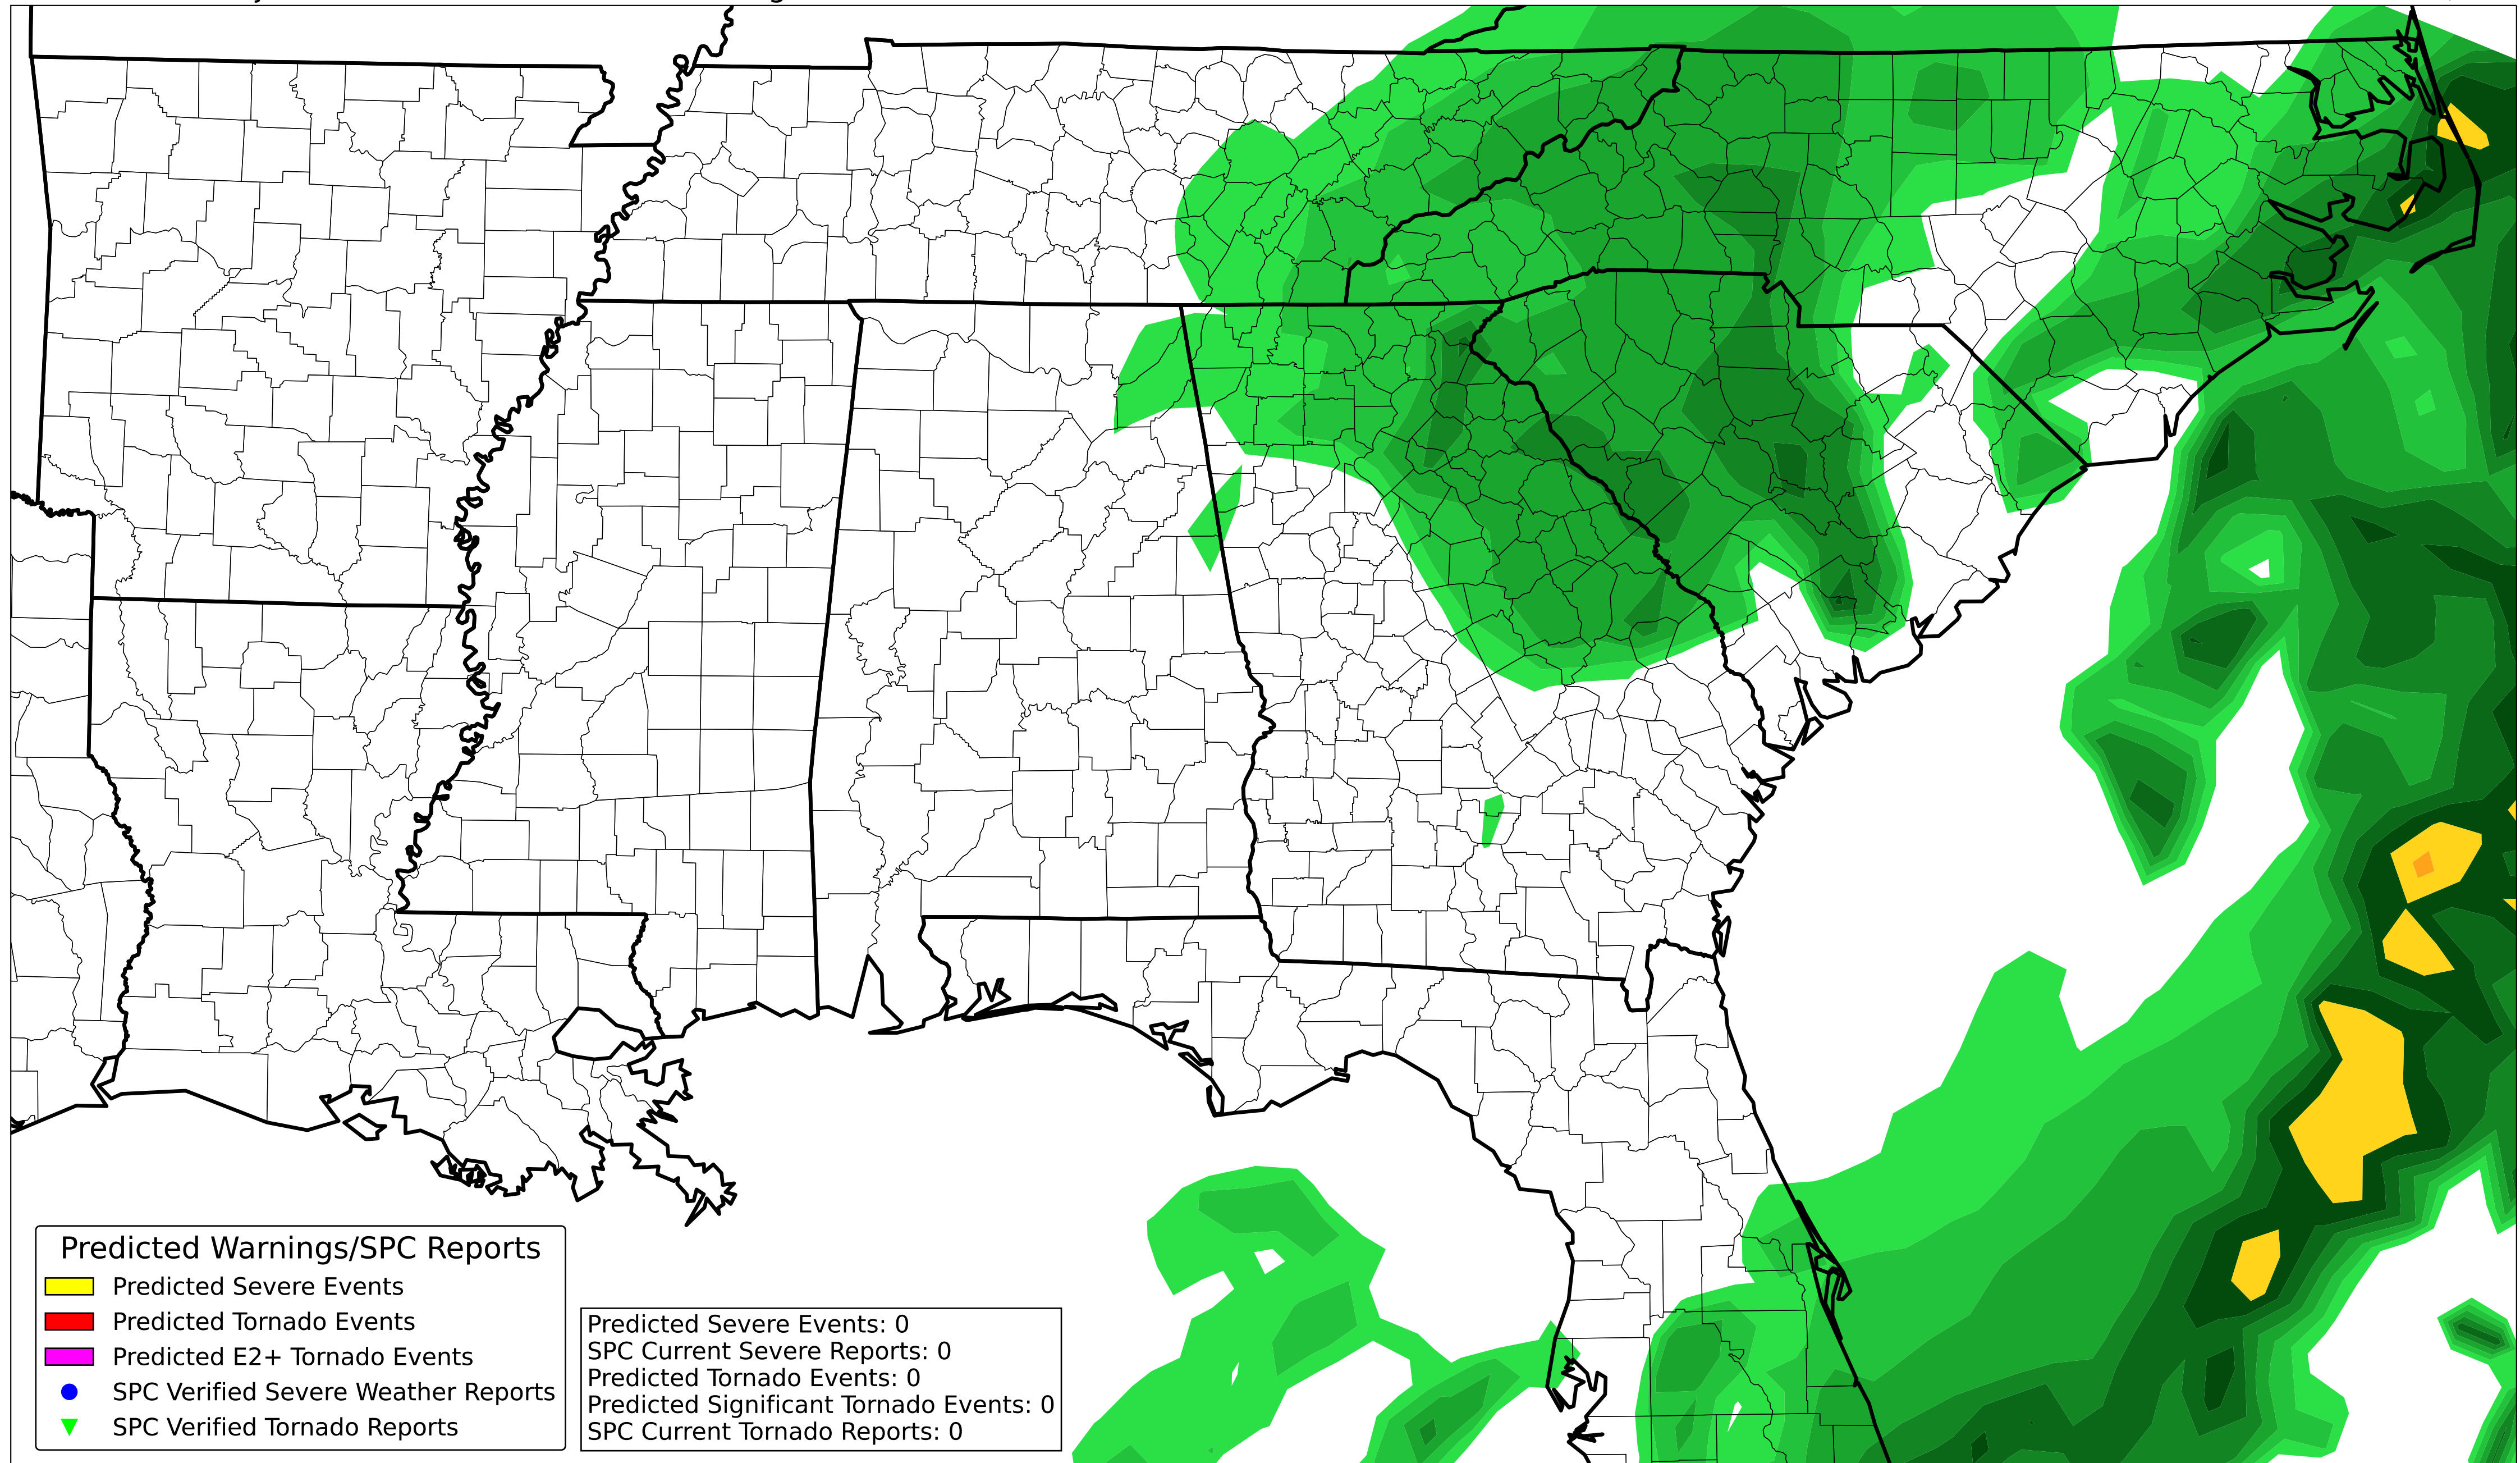 Predicted Warnings/SPC Reports
Predicted Severe Events
Predicted Tornado Events
Predicted E2+ Tornado Events
SPC Verified Severe Weather Reports
SPC Verified Tornado Reports
Predicted Severe Events: 0
SPC Current Severe Reports: 0
Predicted Tornado Events: 0
Predicted Significant Tornado Events: 0
SPC Current Tornado Reports: 0